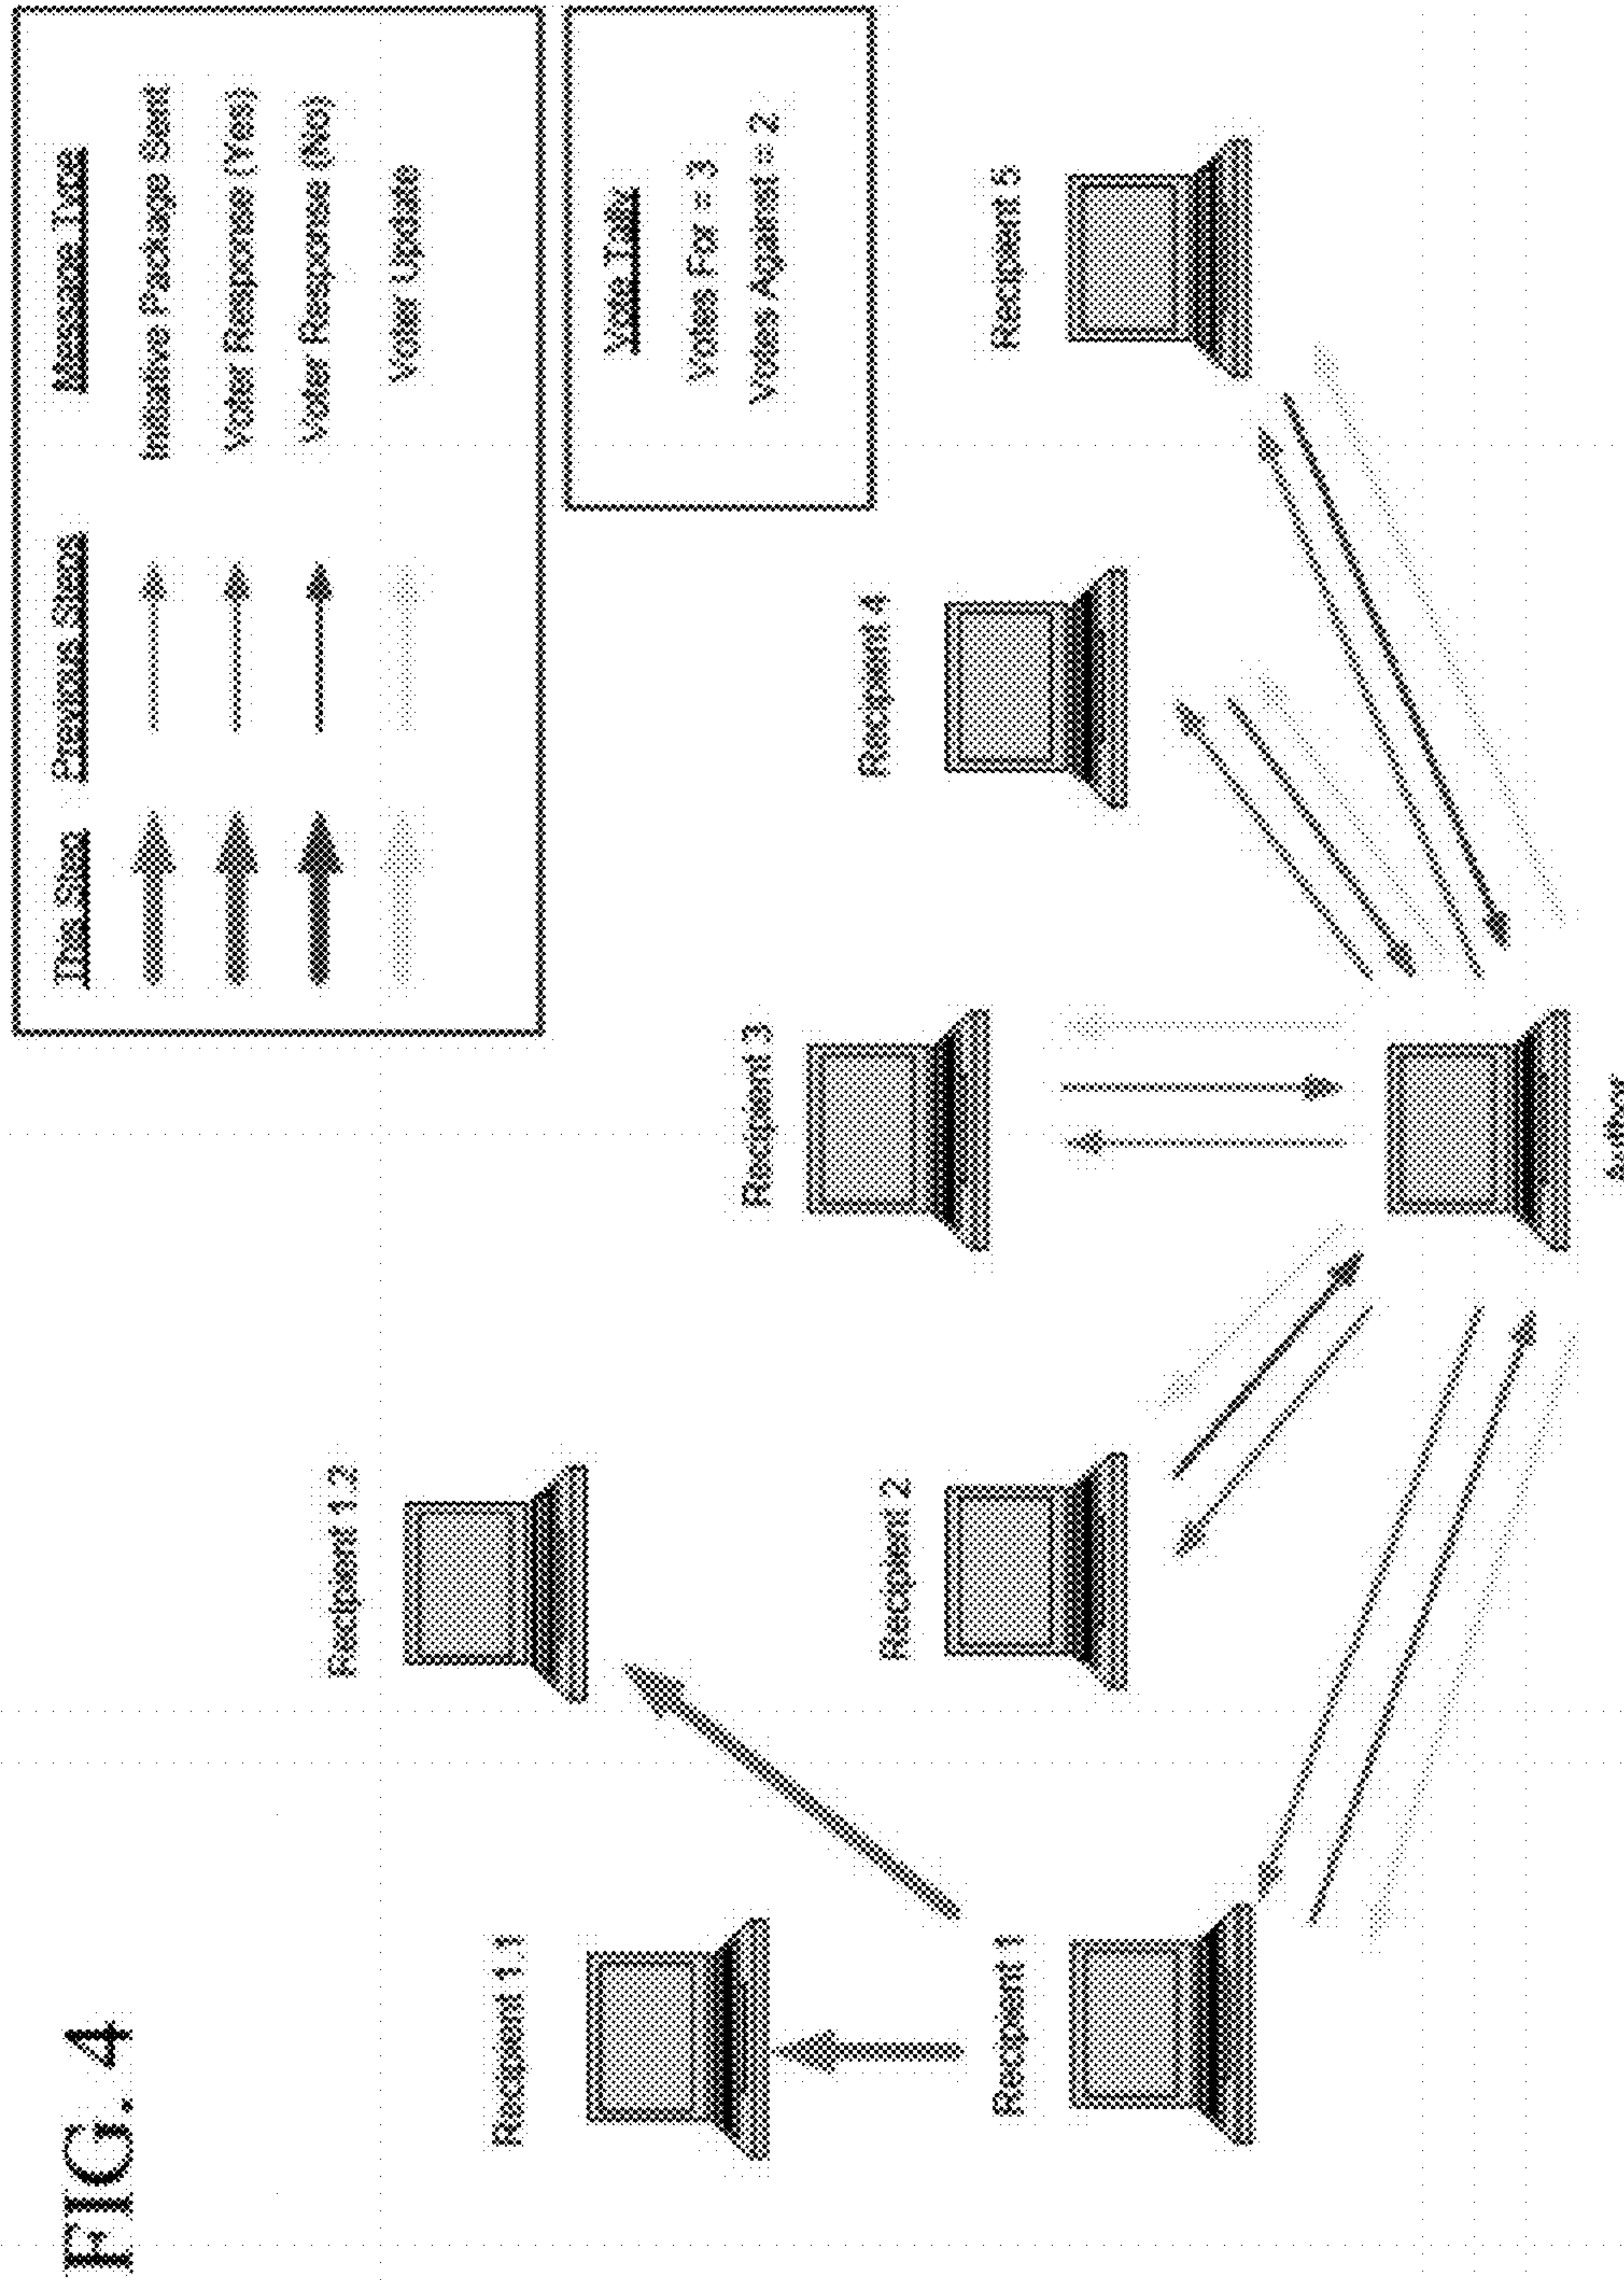 FIG. 4
This Step Previous Steps Message Type
Initiative Package Sent
Voter Response (Yes)
Voter Response (No)
Voter Update
Vote Tally
Votes For = 3
Votes Against = 2
Recipient 1.2
Recipient 1.1
Recipient 3
Recipient 2
Recipient 4
Recipient 1
Recipient 5